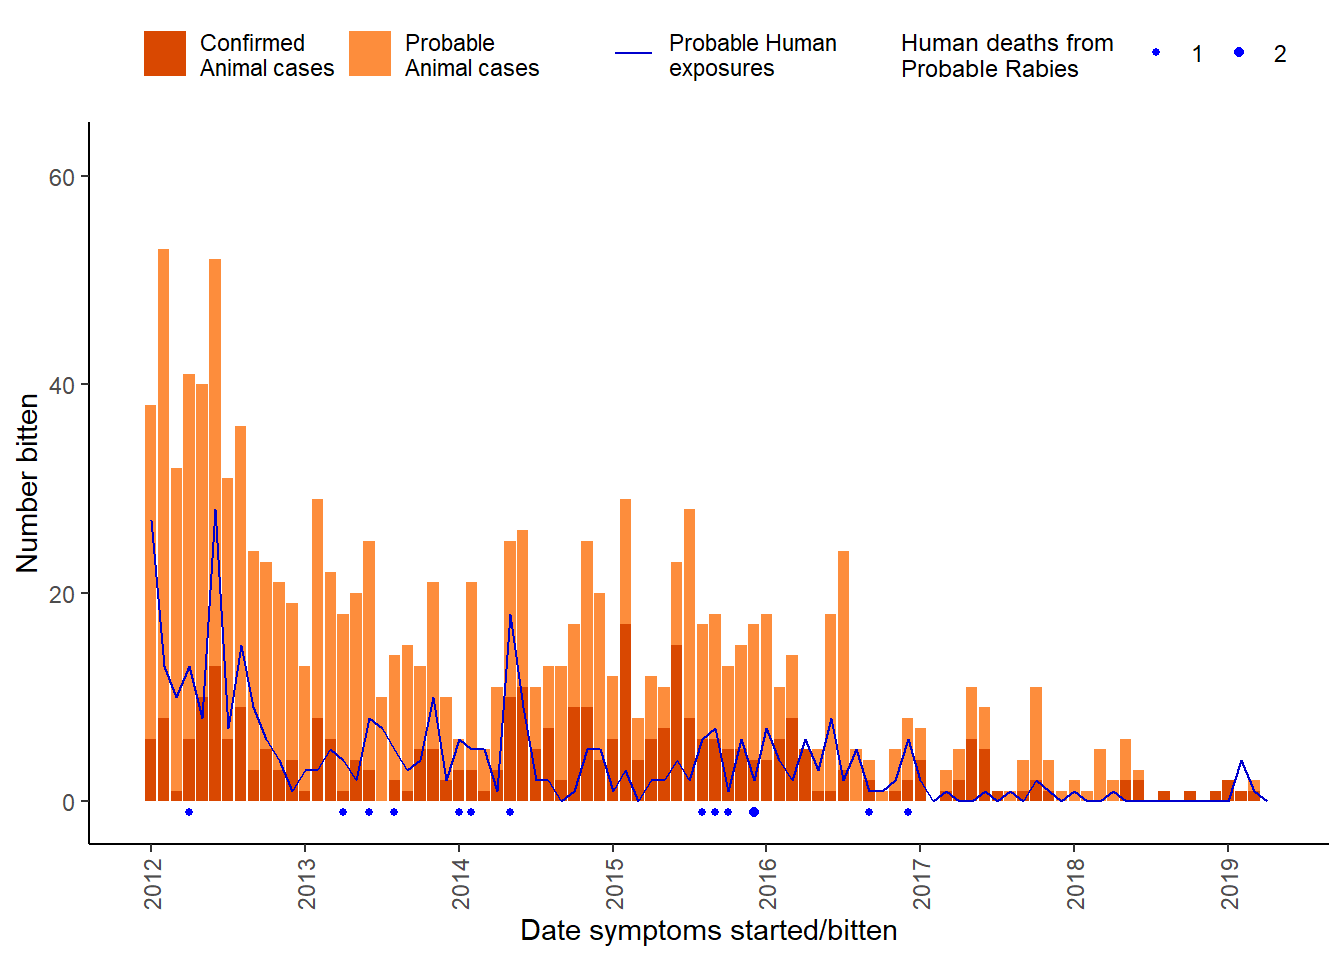 Confirmed
Animal cases
Probable
Animal cases
Probable Human
exposures
Human deaths from
Probable Rabies
1
2
60
40
20
0
Number bitten
2012
2013
2014
2015
2016
2017
2018
2019
Date symptoms started/bitten